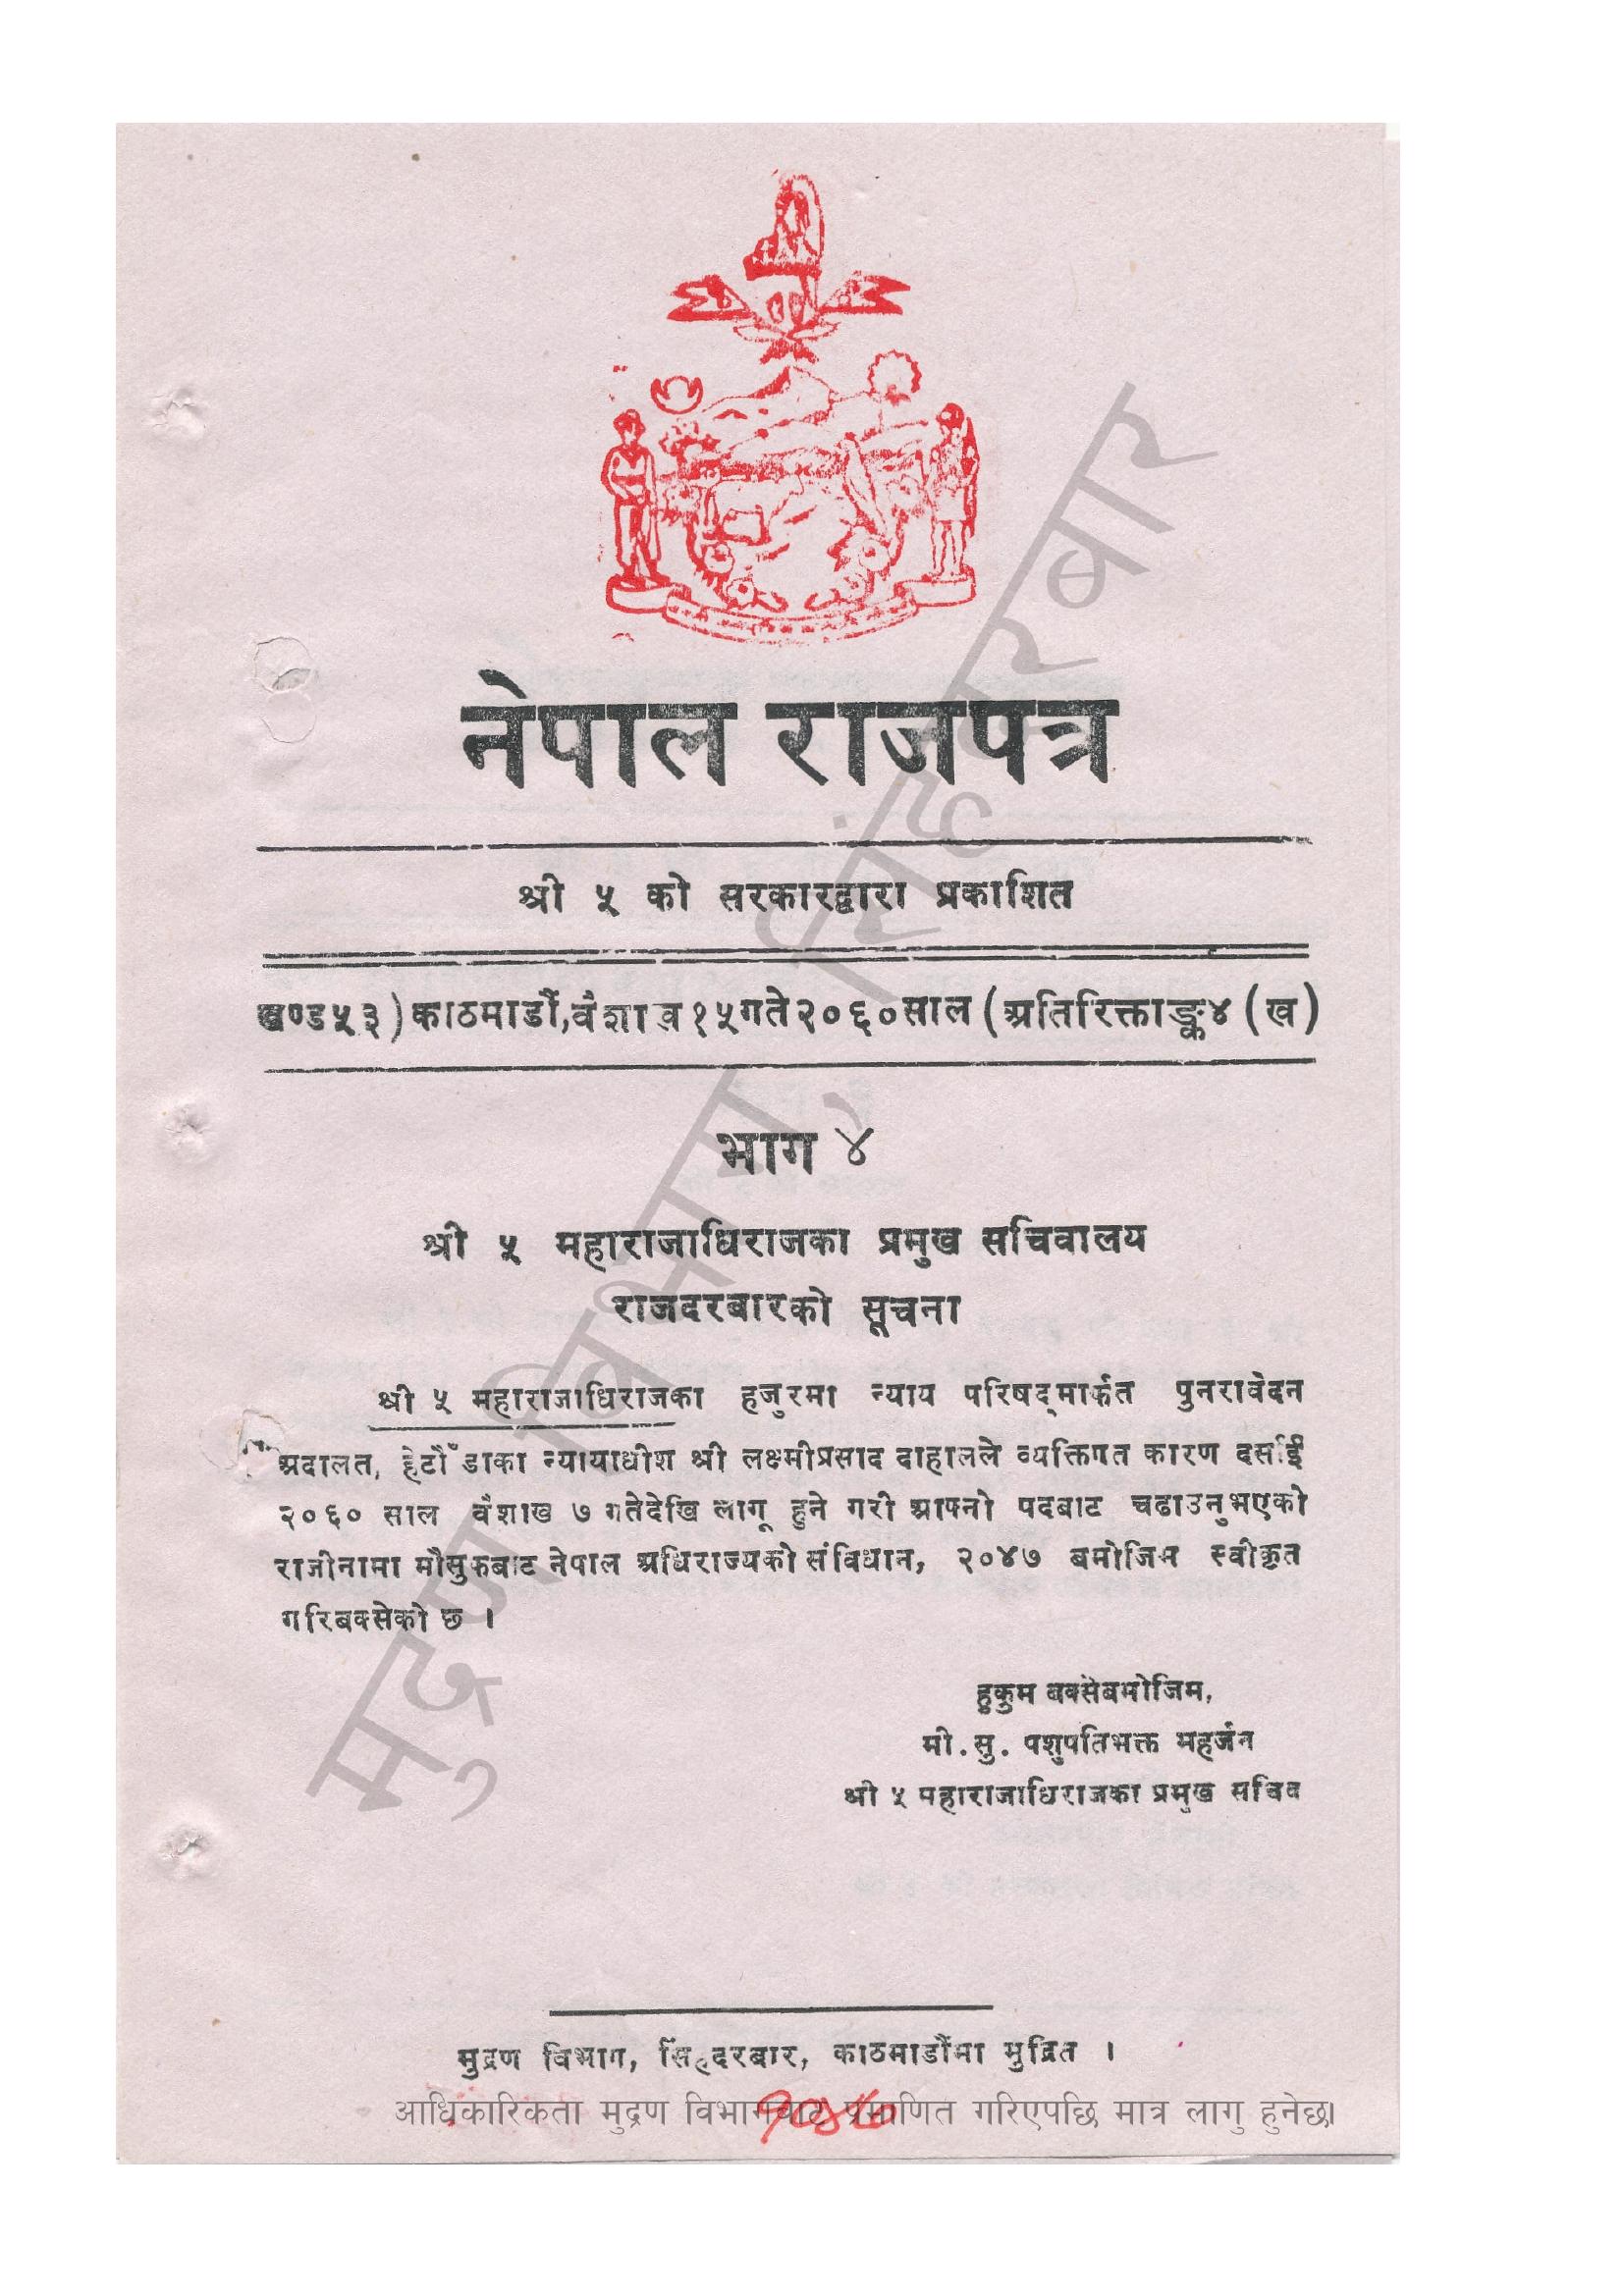 नेपाल राजपत्र
श्री ५ को सरकारद्वारा प्रकाशित
खण्ड ५३) काठमाडौं, वैशाख १५ गते २०६० साल (अतिरिक्ताङ्क ४ (ख)
भाग ४
श्री ५ महाराजाधिराजका प्रमुख सचिवालय
राजदरबारको सूचना
श्री ५ महाराजाधिराजका हजुरमा न्याय परिषद्मार्फत पुनरावेदन
अदालत, हेटौंडाका न्यायाधीश श्री लक्ष्मीप्रसाद दाहालले व्यक्तिगत कारण दर्साई
२०६० साल वैशाख ७ गतेदेखि लागू हुने गरी आफ्नो पदबाट चढाउनुभएको
राजीनामा मौसुफबाट नेपाल अधिराज्यको संविधान, २०४७ बमोजिम स्वीकृत
गरिबक्सेको छ ।
हुकुम बक्सेबमोजिम,
मी. सु. पशुपतिभक्त महर्जन
श्री ५ महाराजाधिराजका प्रमुख सचिव
मुद्रण विभाग, सिंहदरबार, काठमाडौंमा मुद्रित ।
आधिकारिकता मुद्रण विभागबाट प्रमाणित गरिएपछि मात्र लागु हुनेछ।
मुद्रण विभाग, सिंहदरबार